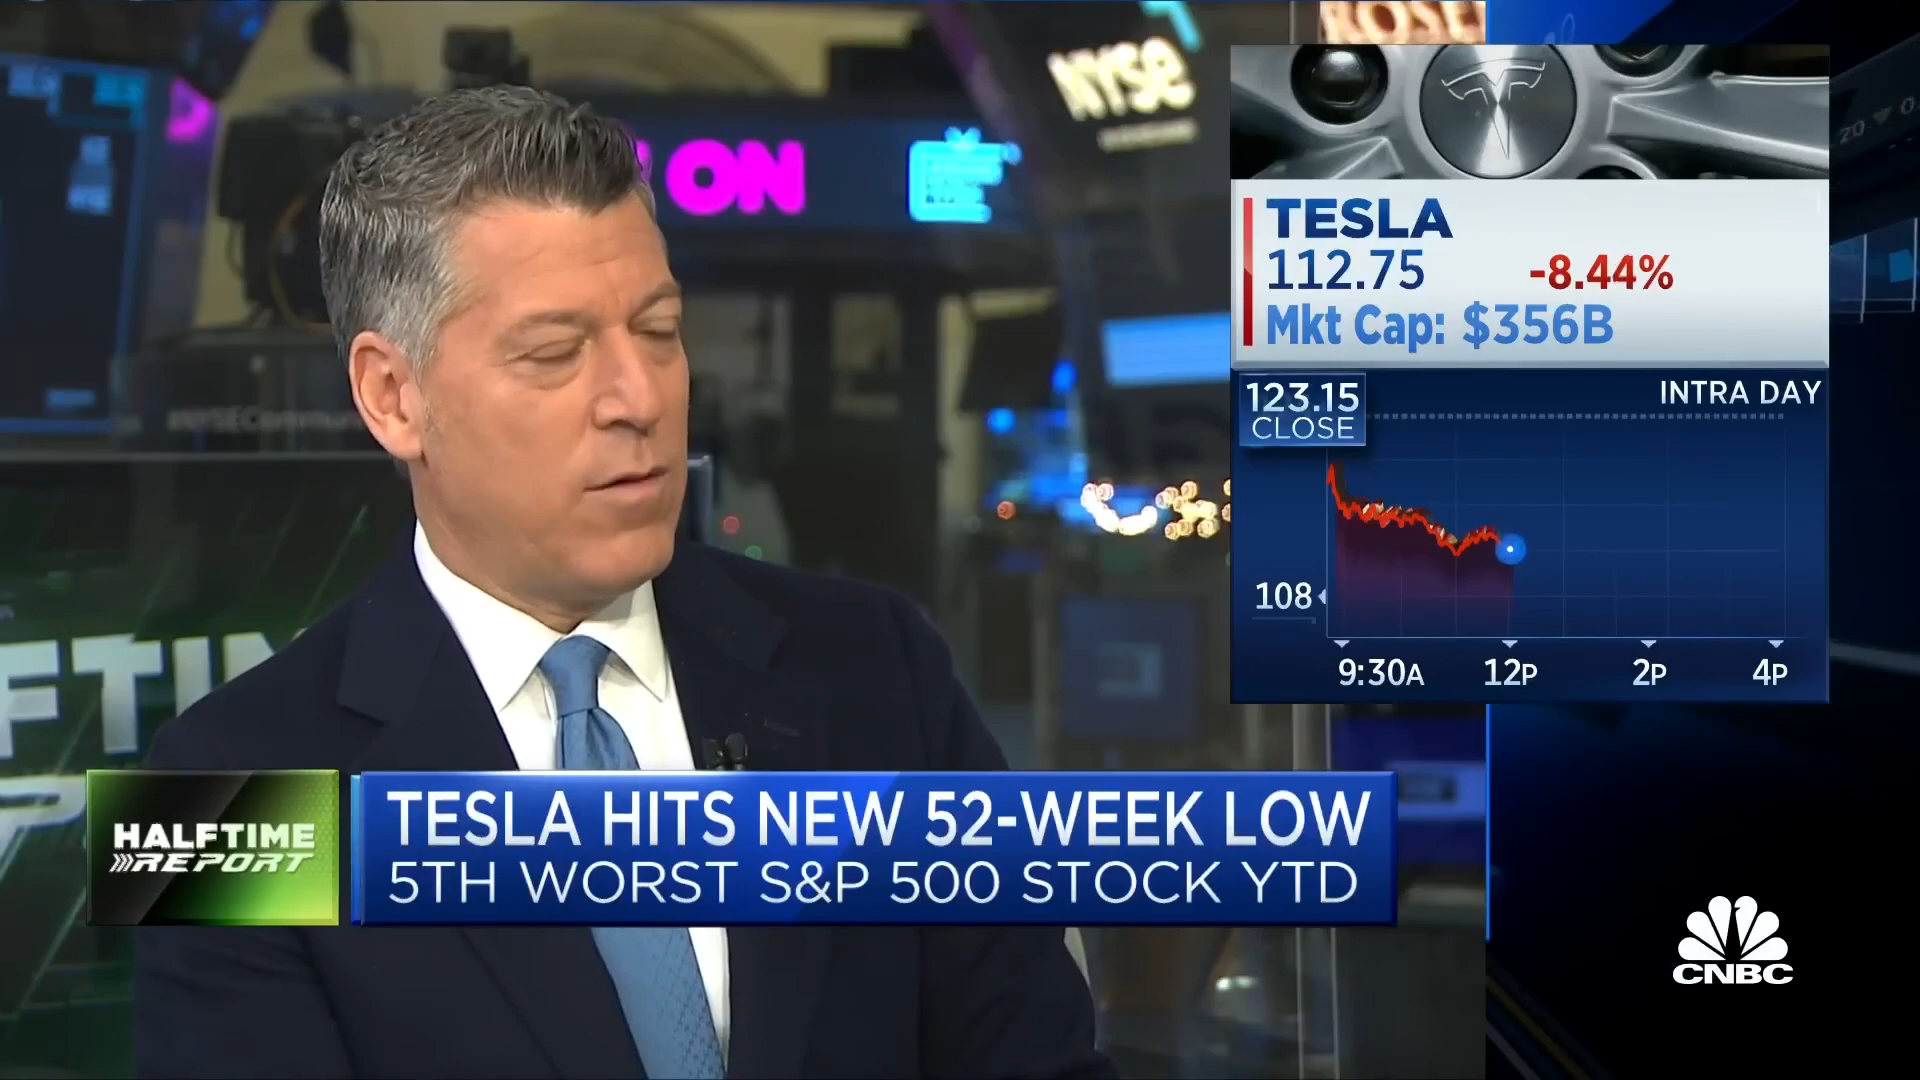 ON
NYSE
TESLA
112.75 -8.44%
Mkt Cap: $356B
123.15
CLOSE
INTRA DAY
108
9:30A 12P 2P 4P
FTIM
HALFTIME
REPORT
TESLA HITS NEW 52-WEEK LOW
5TH WORST S&P 500 STOCK YTD
CNBC